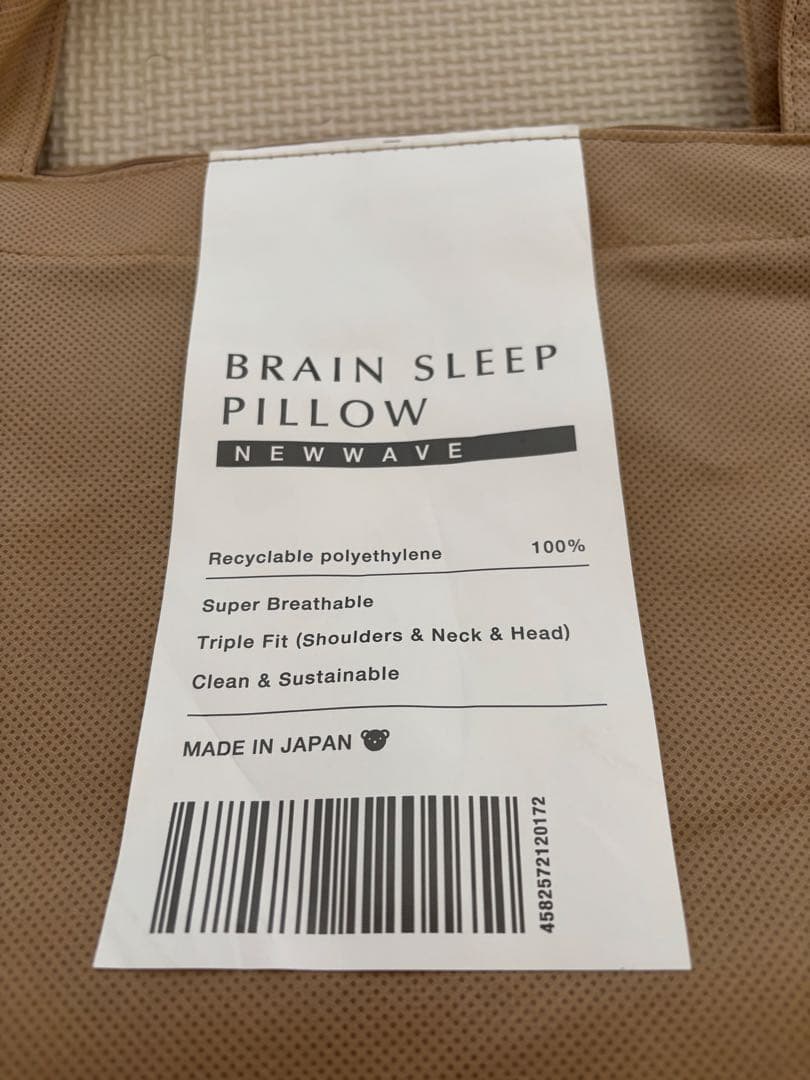 BRAIN SLEEP
PILLOW
NEWWAVE
Recyclable polyethylene 100%
Super Breathable
Triple Fit (Shoulders & Neck & Head)
Clean & Sustainable
MADE IN JAPAN
4582572120172